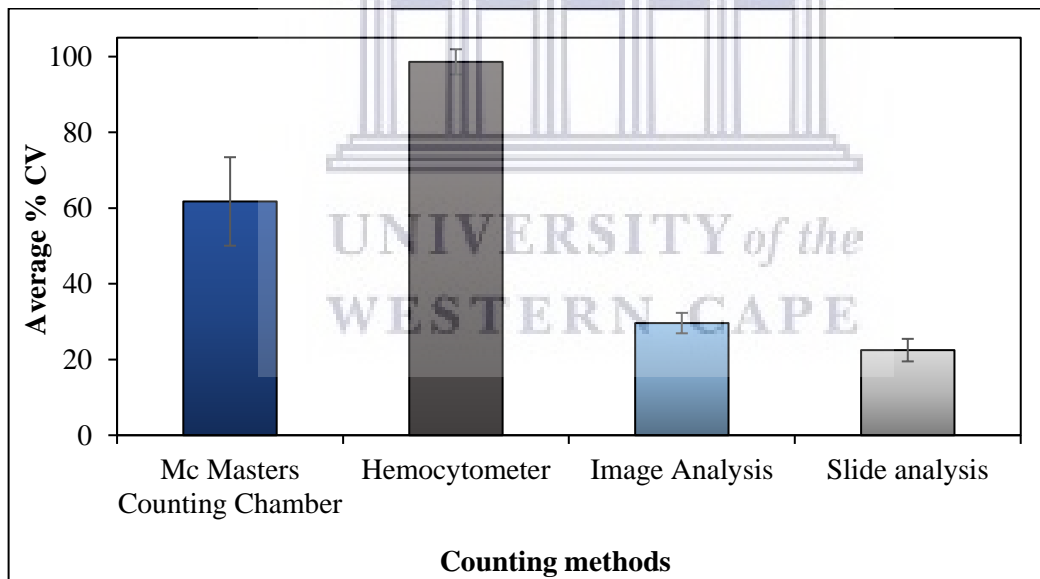 100
80
60
40
20
0
Average % CV
UNIVERSITY of the
WESTERN CAPE
Mc Masters
Counting Chamber
Hemocytometer
Image Analysis
Slide analysis
Counting methods